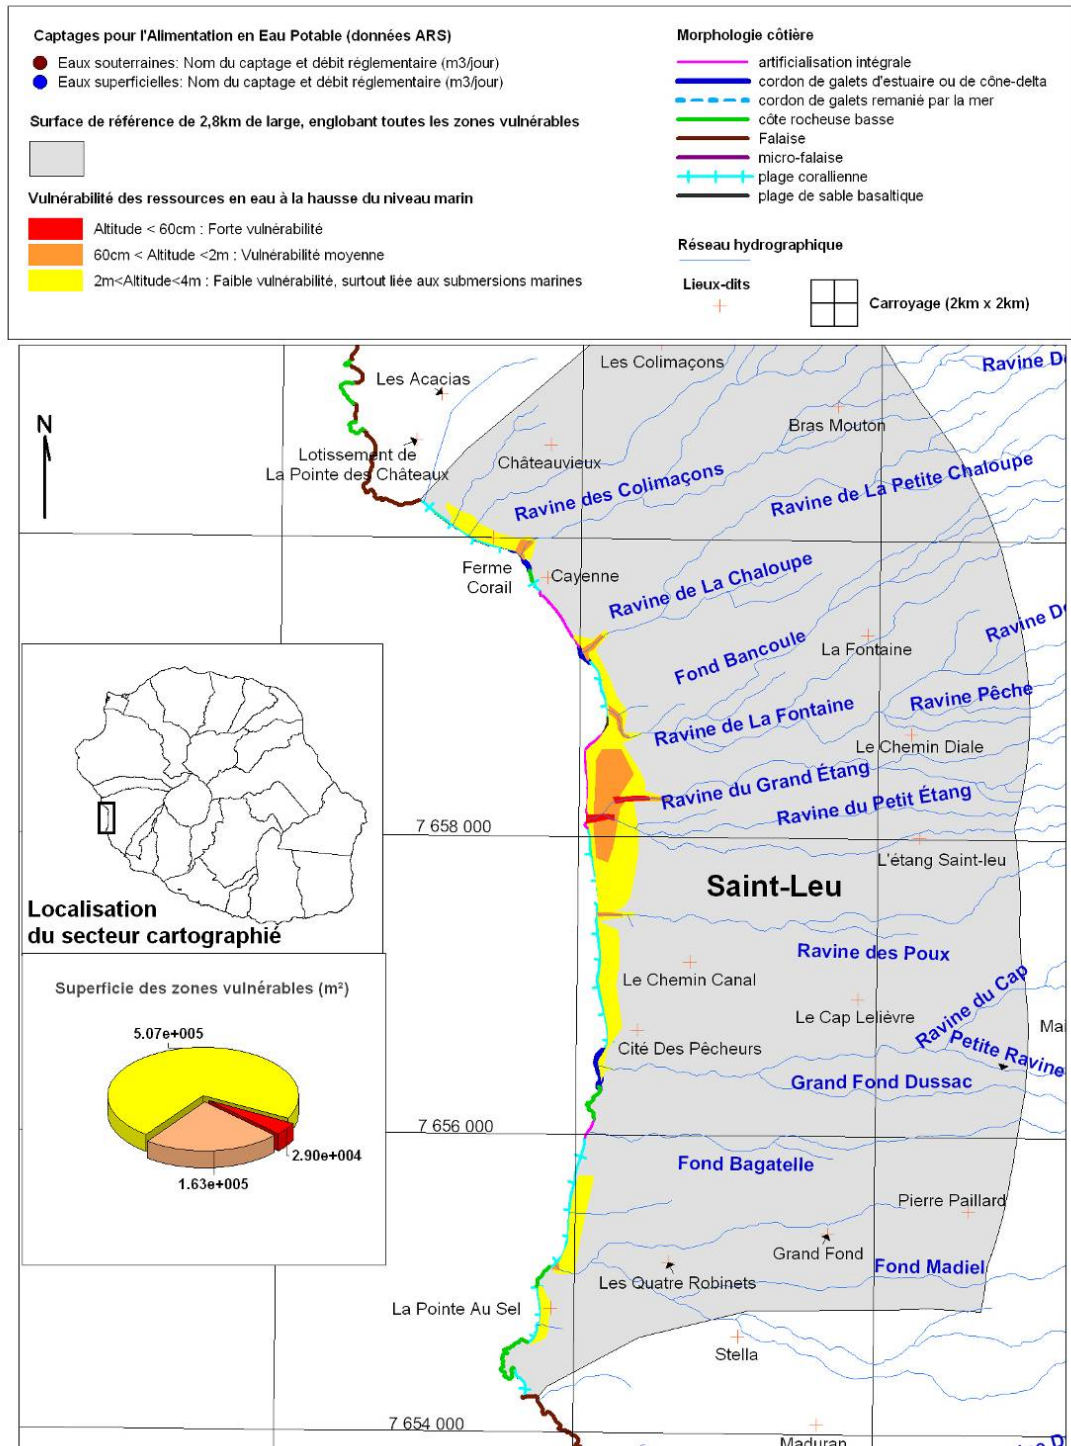 Captages pour l'Alimentation en Eau Potable (données ARS)
Eaux souterraines: Nom du captage et débit réglementaire (m3/jour)
Eaux superficielles: Nom du captage et débit réglementaire (m3/jour)
Surface de référence de 2,8km de large, englobant toutes les zones vulnérables
Vulnérabilité des ressources en eau à la hausse du niveau marin
Altitude < 60cm : Forte vulnérabilité
60cm < Altitude <2m : Vulnérabilité moyenne
2m<Altitude<4m : Faible vulnérabilité, surtout liée aux submersions marines
Morphologie côtière
artificialisation intégrale
cordon de galets d'estuaire ou de cône-delta
cordon de galets remanié par la mer
côte rocheuse basse
Falaise
micro-falaise
plage corallienne
plage de sable basaltique
Réseau hydrographique
Lieux-dits
Carroyage (2km x 2km)
N
Les Colimaçons
Ravine D
Les Acacias
Bras Mouton
Lotissement de
La Pointe des Châteaux
Châteauvieux
Ravine des Colimaçons
Ravine de La Petite Chaloupe
Ferme
Corail
Cayenne
Ravine de La Chaloupe
Ravine D
La Fontaine
Fond Bancoule
Ravine Pêche
Ravine de La Fontaine
Le Chemin Diale
Ravine du Grand Étang
Ravine du Petit Étang
7 658 000
L'étang Saint-leu
Saint-Leu
Localisation
du secteur cartographié
Ravine des Poux
Le Chemin Canal
Ravine du Cap
Le Cap Lelièvre
Mai
Cité Des Pêcheurs
Petite Ravine
Grand Fond Dussac
Superficie des zones vulnérables (m²)
5.07e+005
2.90e+004
1.63e+005
7 656 000
Fond Bagatelle
Pierre Paillard
Grand Fond
Fond Madiel
Les Quatre Robinets
La Pointe Au Sel
Stella
7 654 000
Maduran